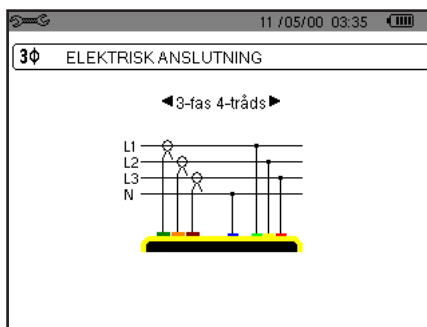 11/05/00 03:35
3Φ ELEKTRISK ANSLUTNING
◄3-fas 4-tråds►
L1
L2
L3
N